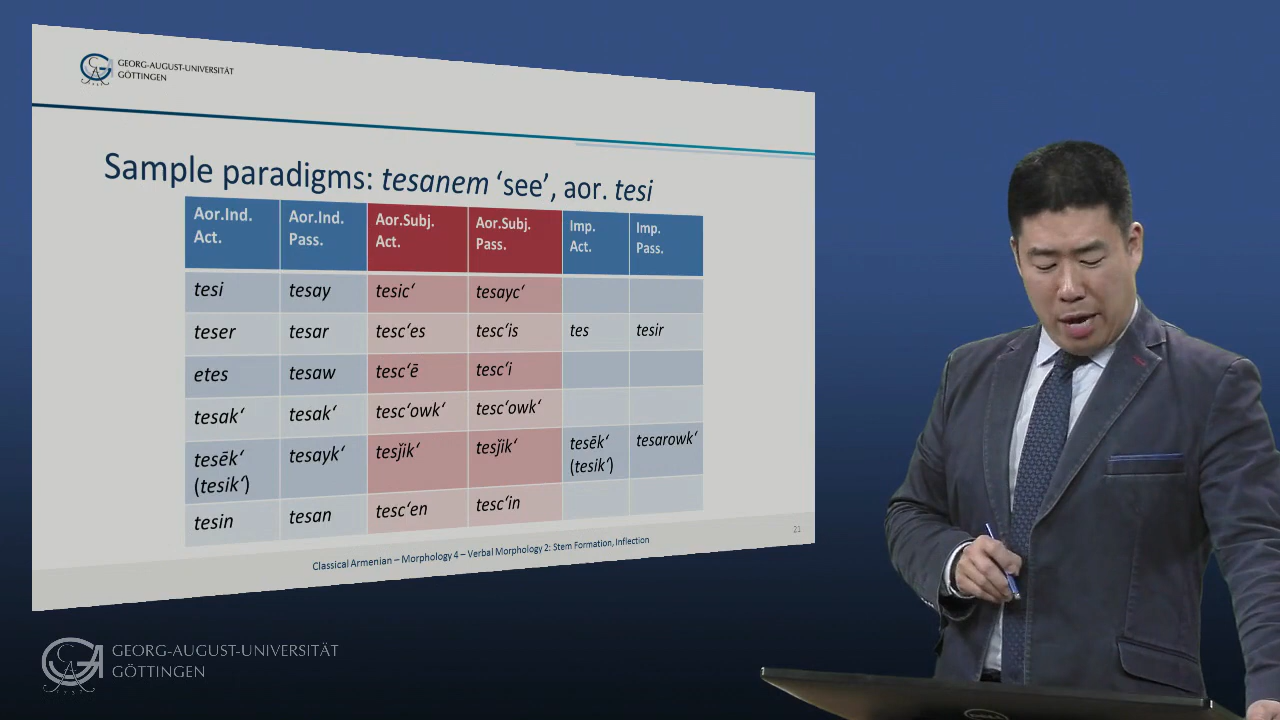 GEORG-AUGUST-UNIVERSITÄT
GÖTTINGEN
Sample paradigms: tesanem ‘see’, aor. tesi
Aor.Ind. Act. Aor.Ind. Pass. Aor.Subj. Act. Aor.Subj. Pass. Imp. Act. Imp. Pass.
tesi tesay tesic‘ tesayc‘
teser tesar tesc‘es tesc‘is tes tesir
etes tesaw tesc‘ē tesc‘i
tesak‘ tesak‘ tesc‘owk‘ tesc‘owk‘
tesēk‘ (tesik‘) tesayk‘ tesǰik‘ tesǰik‘ tesēk‘ (tesik‘) tesarowk‘
tesin tesan tesc‘en tesc‘in
21
Classical Armenian – Morphology 4 – Verbal Morphology 2: Stem Formation, Inflection
GEORG-AUGUST-UNIVERSITÄT
GÖTTINGEN
DELL